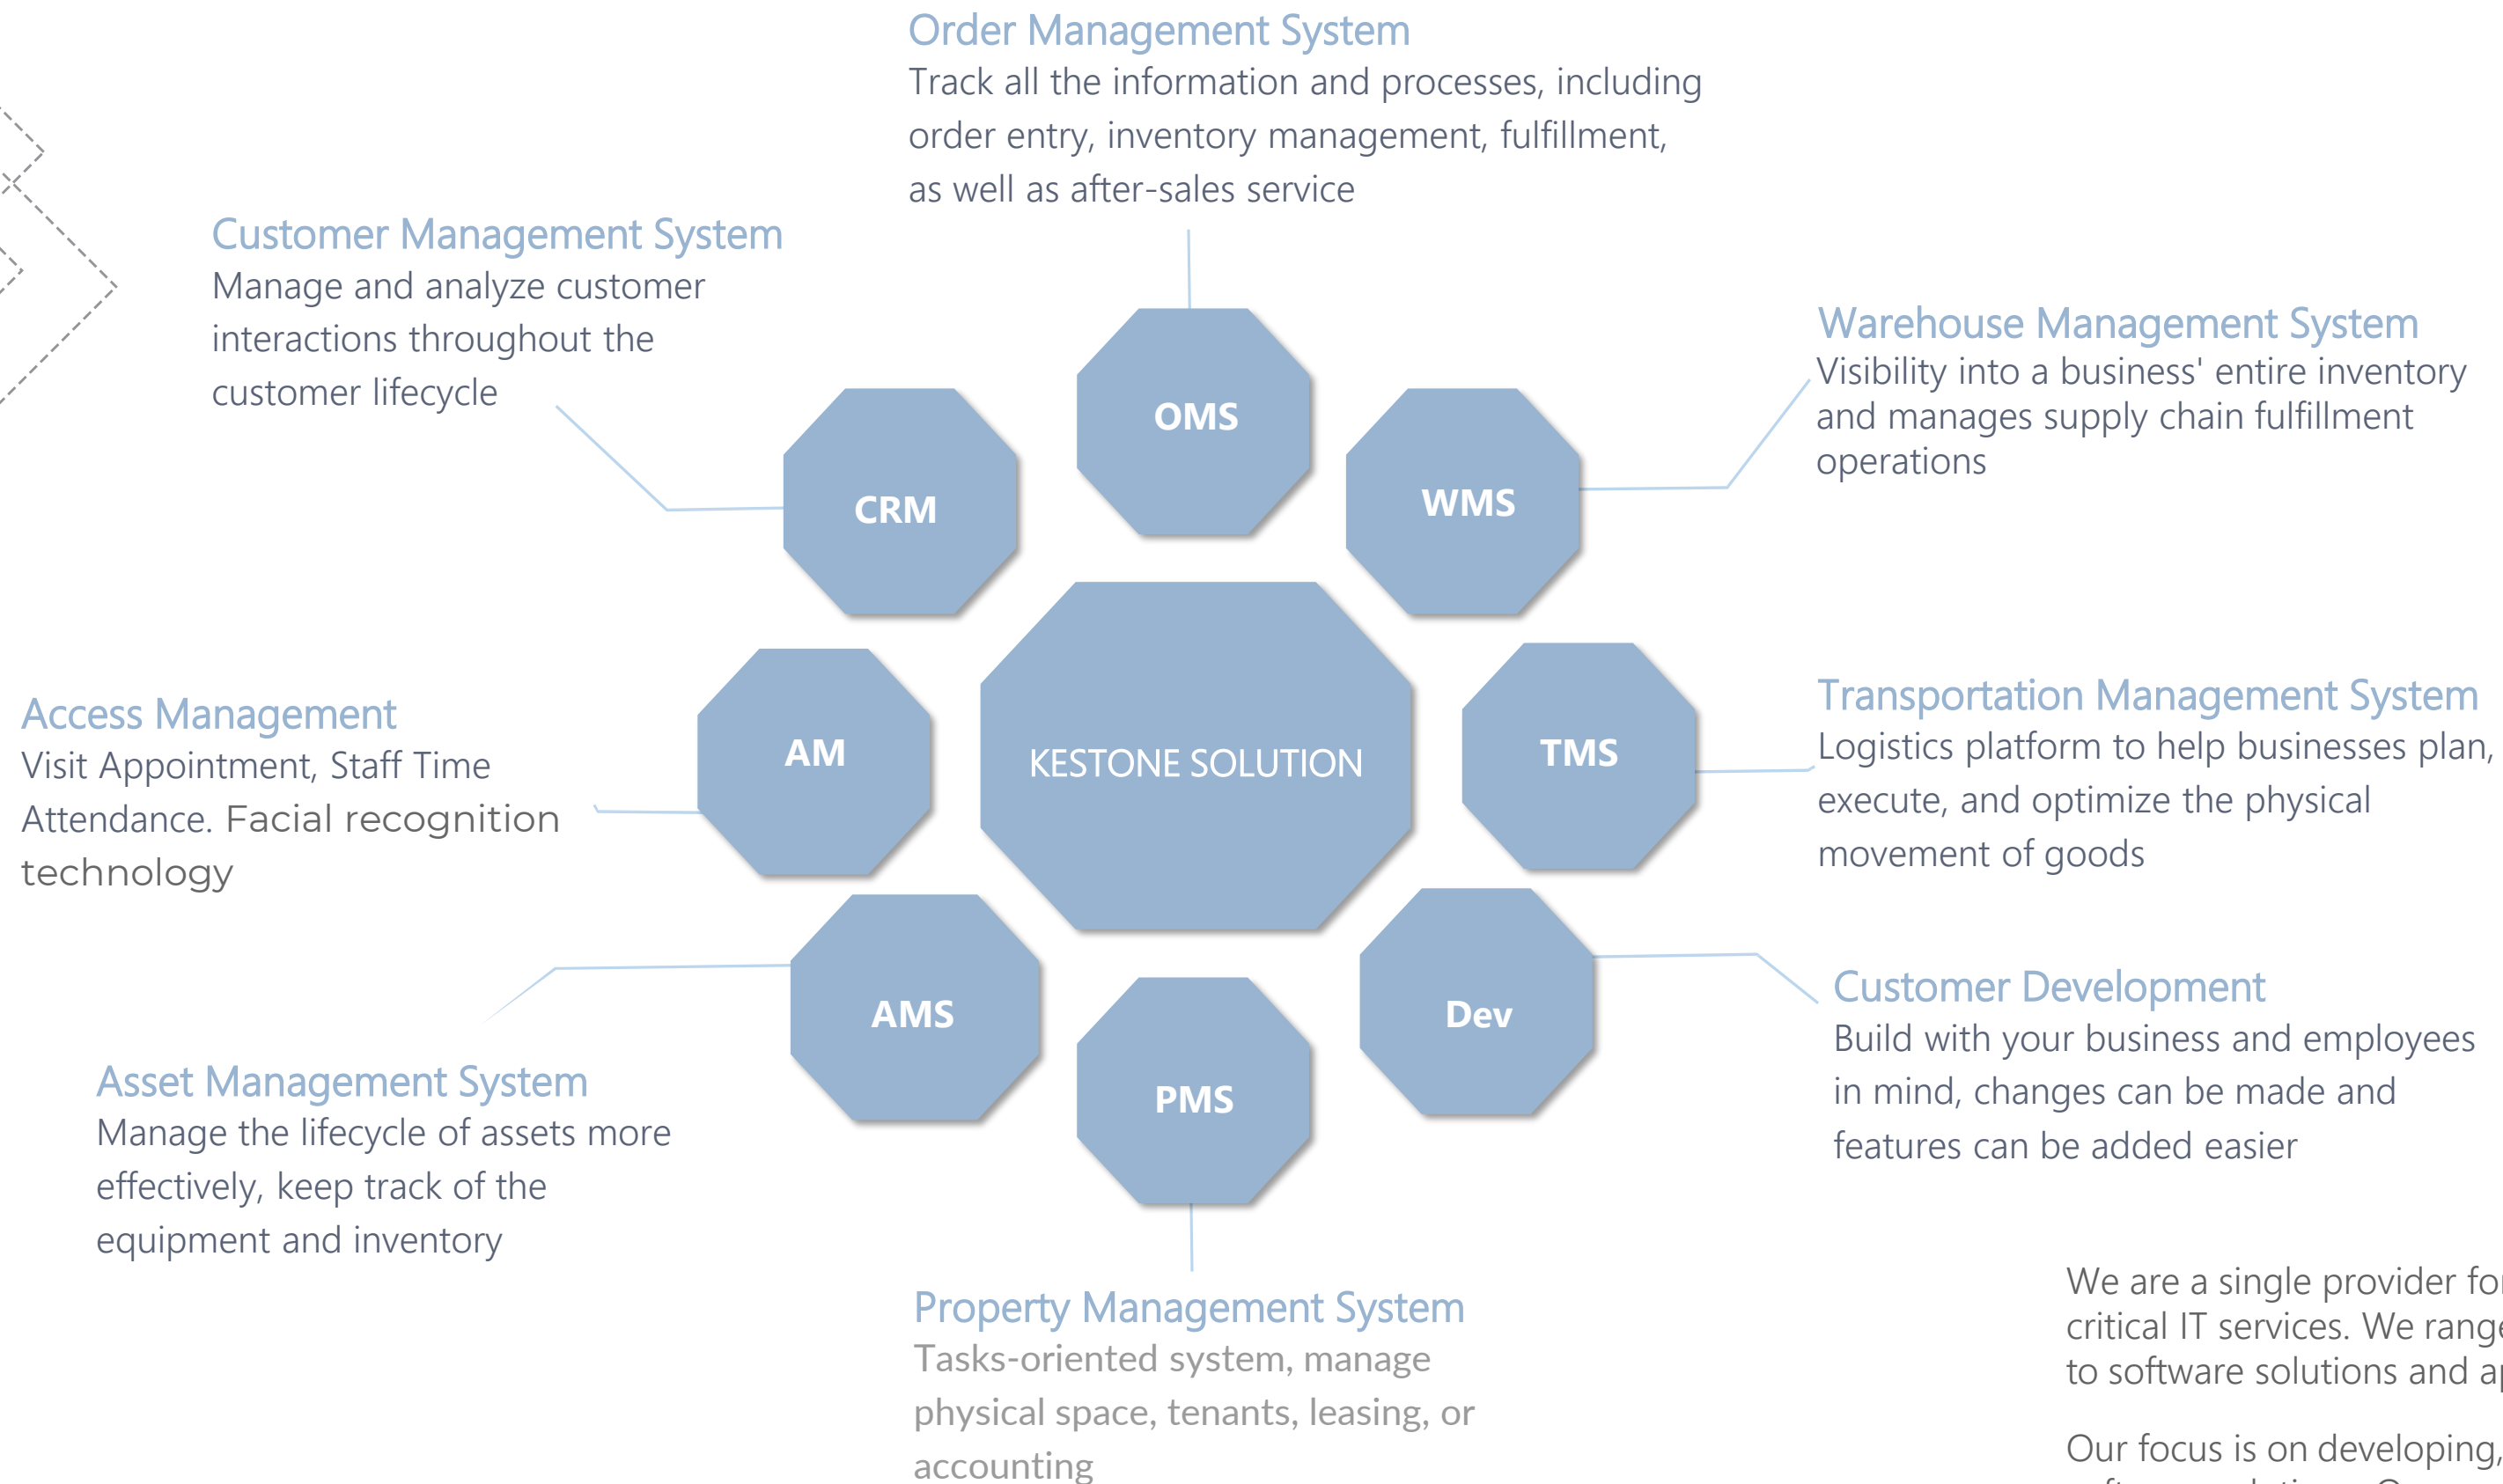 Order Management System
Track all the information and processes, including
order entry, inventory management, fulfillment,
as well as after-sales service
Customer Management System
Manage and analyze customer
interactions throughout the
customer lifecycle
Warehouse Management System
Visibility into a business' entire inventory
and manages supply chain fulfillment
operations
OMS
CRM
WMS
Access Management
Visit Appointment, Staff Time
Attendance. Facial recognition
technology
AM
KESTONE SOLUTION
TMS
Transportation Management System
Logistics platform to help businesses plan,
execute, and optimize the physical
movement of goods
AMS
PMS
Dev
Customer Development
Build with your business and employees
in mind, changes can be made and
features can be added easier
Asset Management System
Manage the lifecycle of assets more
effectively, keep track of the
equipment and inventory
Property Management System
Tasks-oriented system, manage
physical space, tenants, leasing, or
accounting
We are a single provider for
critical IT services. We range
to software solutions and
Our focus is on developing,